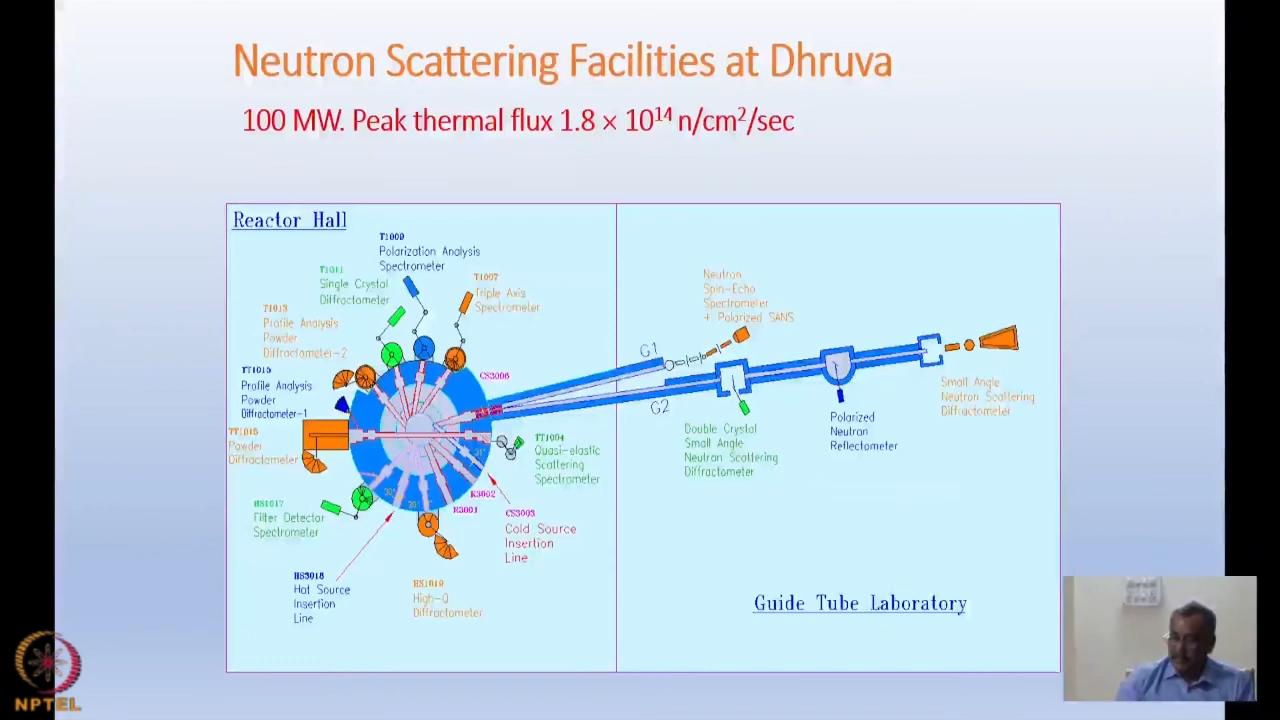 Neutron Scattering Facilities at Dhruva
100 MW. Peak thermal flux 1.8 × 10¹⁴ n/cm²/sec
Reactor Hall
T1009
Polarization Analysis
Spectrometer
T1011
Single Crystal
Diffractometer
T1007
Triple Axis
Spectrometer
T1013
Profile Analysis
Powder
Diffractometer-2
TT1015
Profile Analysis
Powder
Diffractometer-1
Powder
Diffractometer
HS1017
Filter Detector
Spectrometer
HS3018
Hot Source
Insertion
Line
HS1019
High-Q
Diffractometer
R3001
R3002
CS3003
Cold Source
Insertion
Line
TT1004
Quasi-elastic
Scattering
Spectrometer
CS3006
G1
G2
Neutron
Spin-Echo
Spectrometer
+ Polarized SANS
Double Crystal
Small Angle
Neutron Scattering
Diffractometer
Polarized
Neutron
Reflectometer
Small Angle
Neutron Scattering
Diffractometer
Guide Tube Laboratory
NPTEL